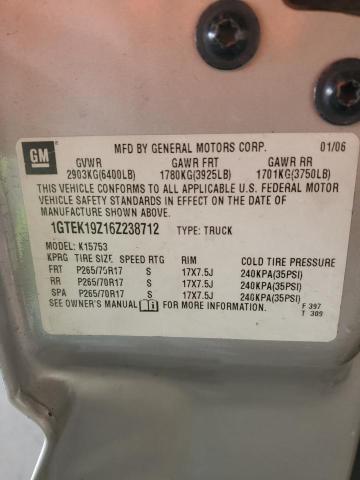 GM
MFD BY GENERAL MOTORS CORP. 01/06
GVWR GAWR FRT GAWR RR
2903KG(6400LB) 1780KG(3925LB) 1701KG(3750LB)
THIS VEHICLE CONFORMS TO ALL APPLICABLE U.S. FEDERAL MOTOR
VEHICLE SAFETY STANDARDS IN EFFECT ON THE DATE OF
MANUFACTURE SHOWN ABOVE.
1GTEK19Z16Z238712 TYPE: TRUCK
MODEL: K15753
KPRG TIRE SIZE SPEED RTG RIM COLD TIRE PRESSURE
FRT P265/70R17 S 17X7.5J 240KPA(35PSI)
RR P265/70R17 S 17X7.5J 240KPA(35PSI)
SPA P265/70R17 S 17X7.5J 240KPA(35PSI)
SEE OWNER'S MANUAL FOR MORE INFORMATION. F 397
T 309